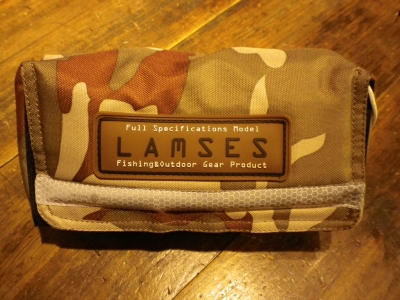 Full Specifications Model
LAMSES
Fishing&Outdoor Gear Product